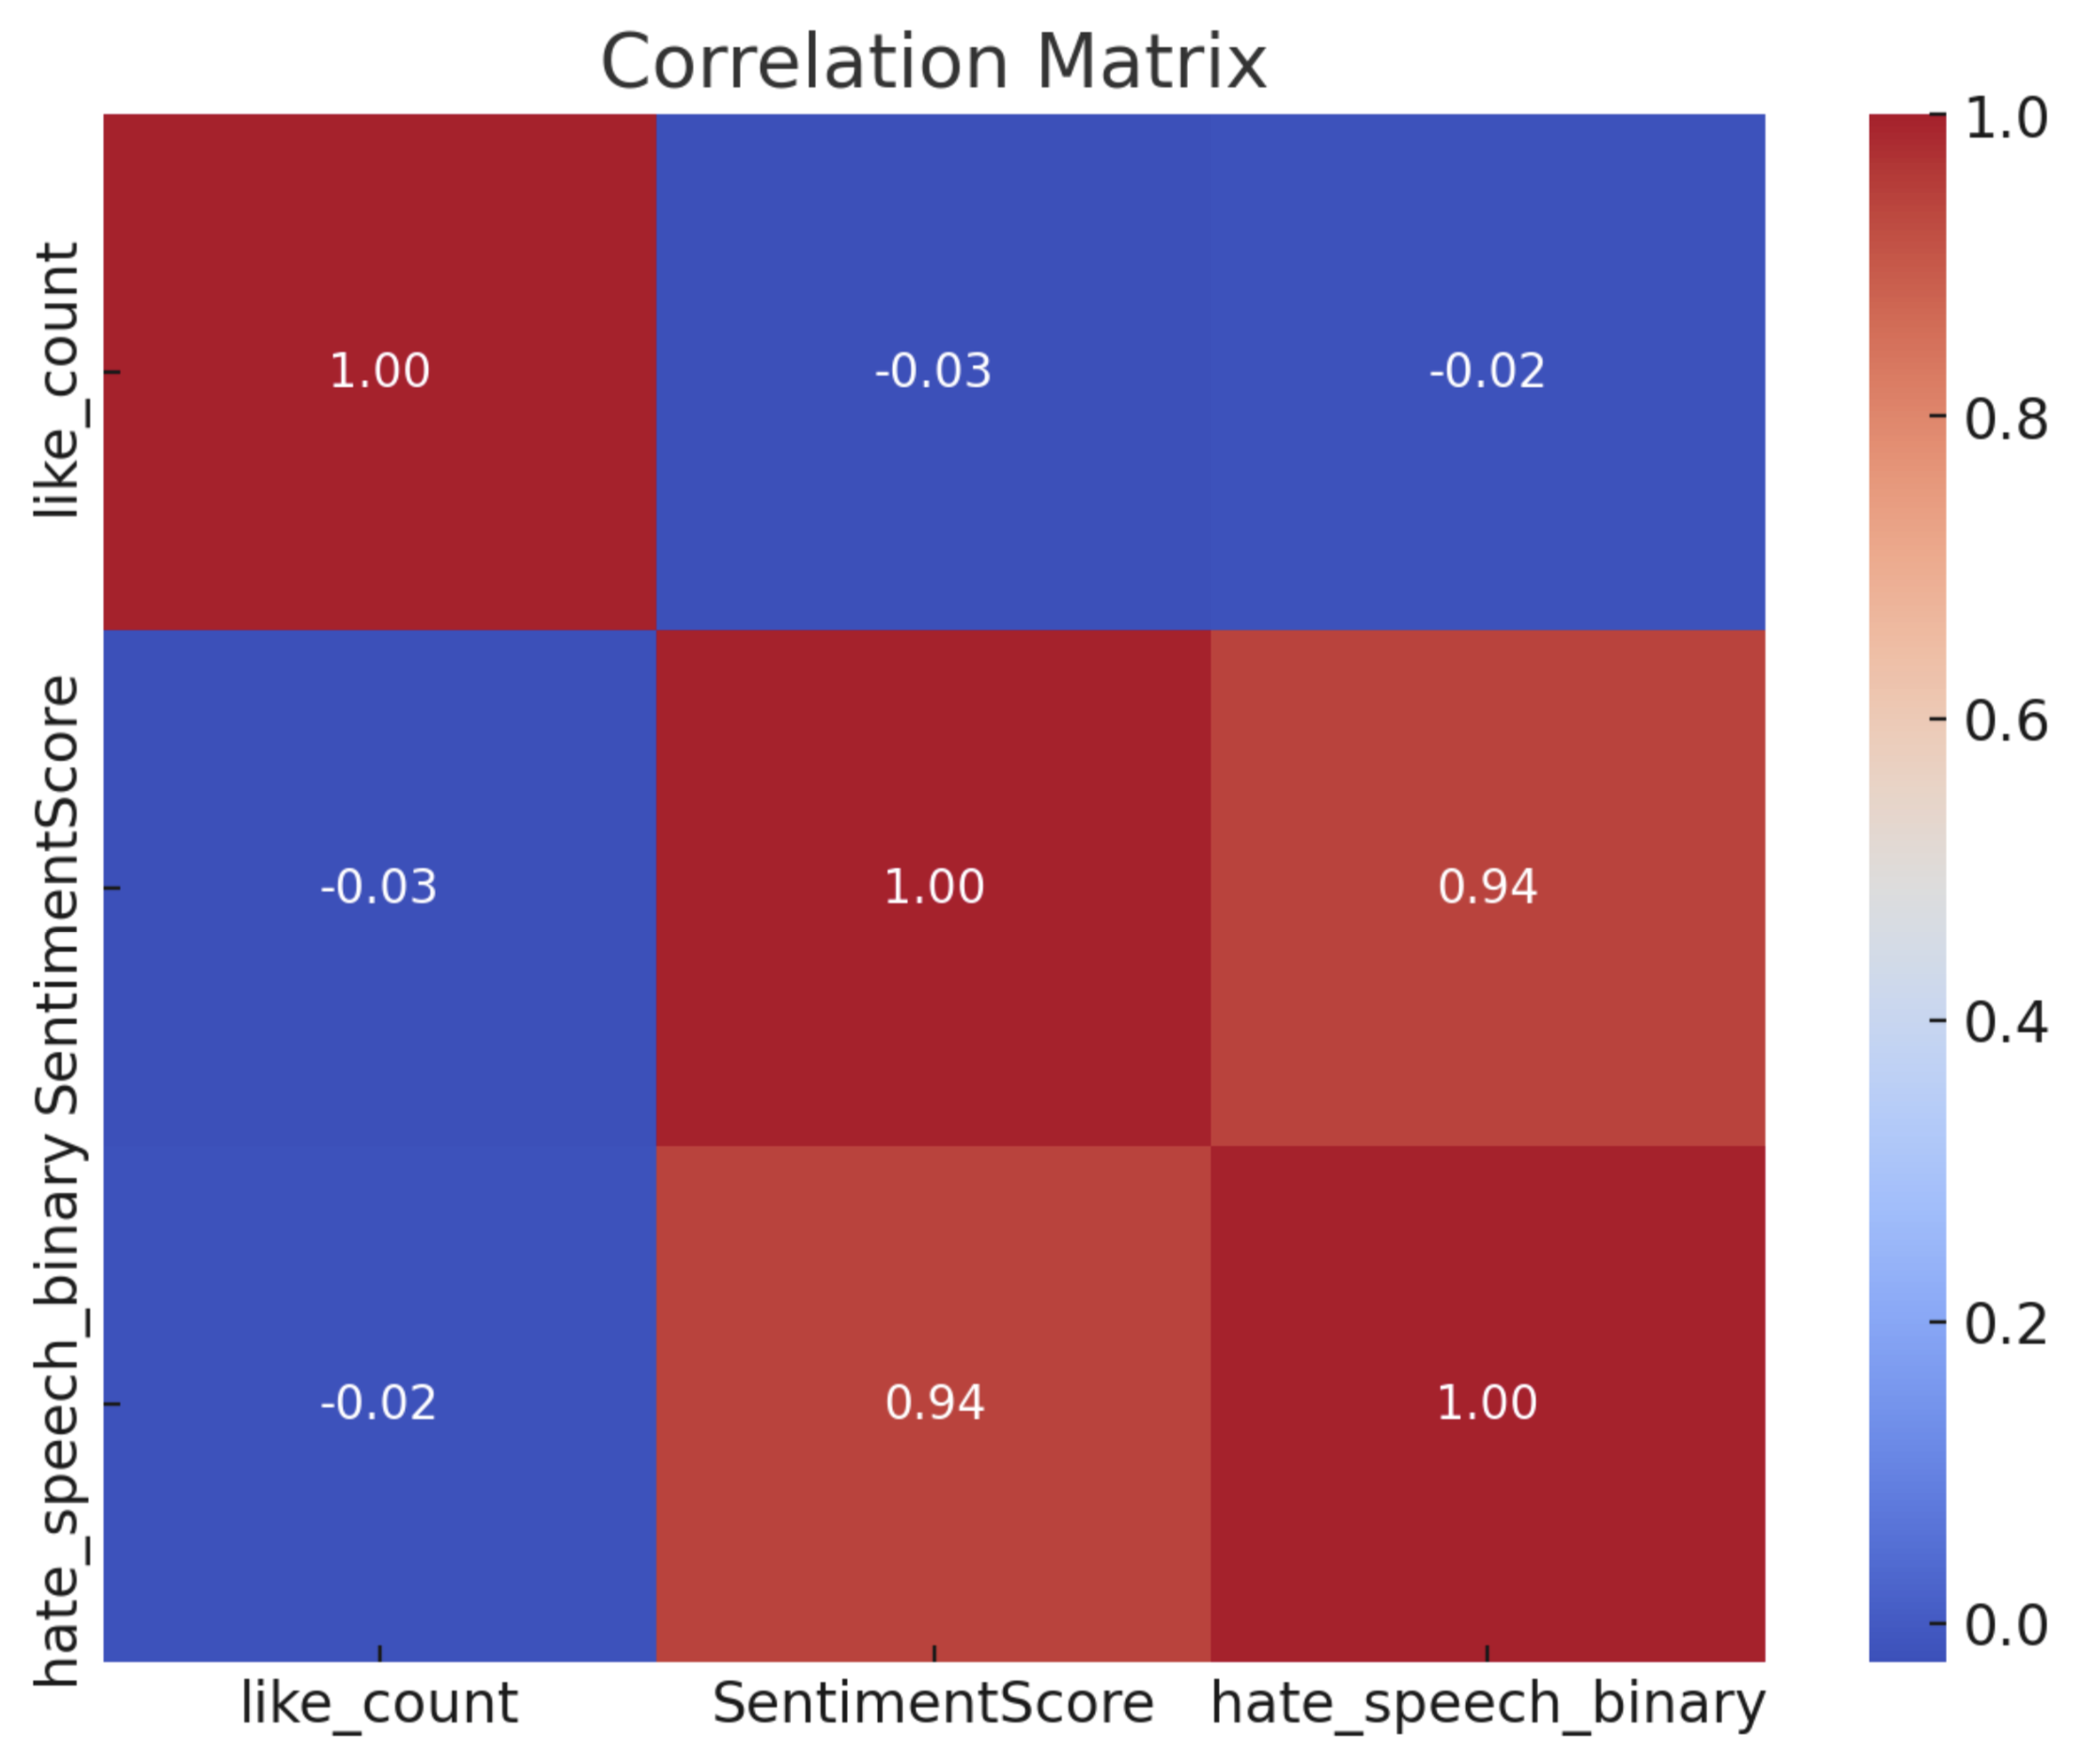 Correlation Matrix
like_count
SentimentScore
hate_speech_binary
1.00 -0.03 -0.02
-0.03 1.00 0.94
-0.02 0.94 1.00
like_count SentimentScore hate_speech_binary
1.0
0.8
0.6
0.4
0.2
0.0